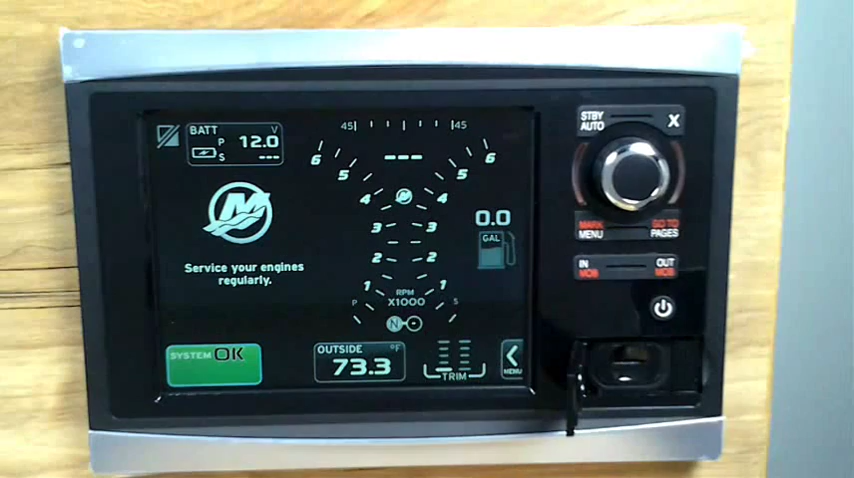 BATT V
P 12.0
S ---
45 45
6 --- 6
5 5
4 4
3 3
2 2
1 1
RPM
X1000
P S
N
0.0
GAL
M
Service your engines
regularly.
SYSTEM OK
OUTSIDE °F
73.3
TRIM
MENU
STBY
AUTO
X
MARK
MENU
GO TO
PAGES
IN
MOB
OUT
MOB